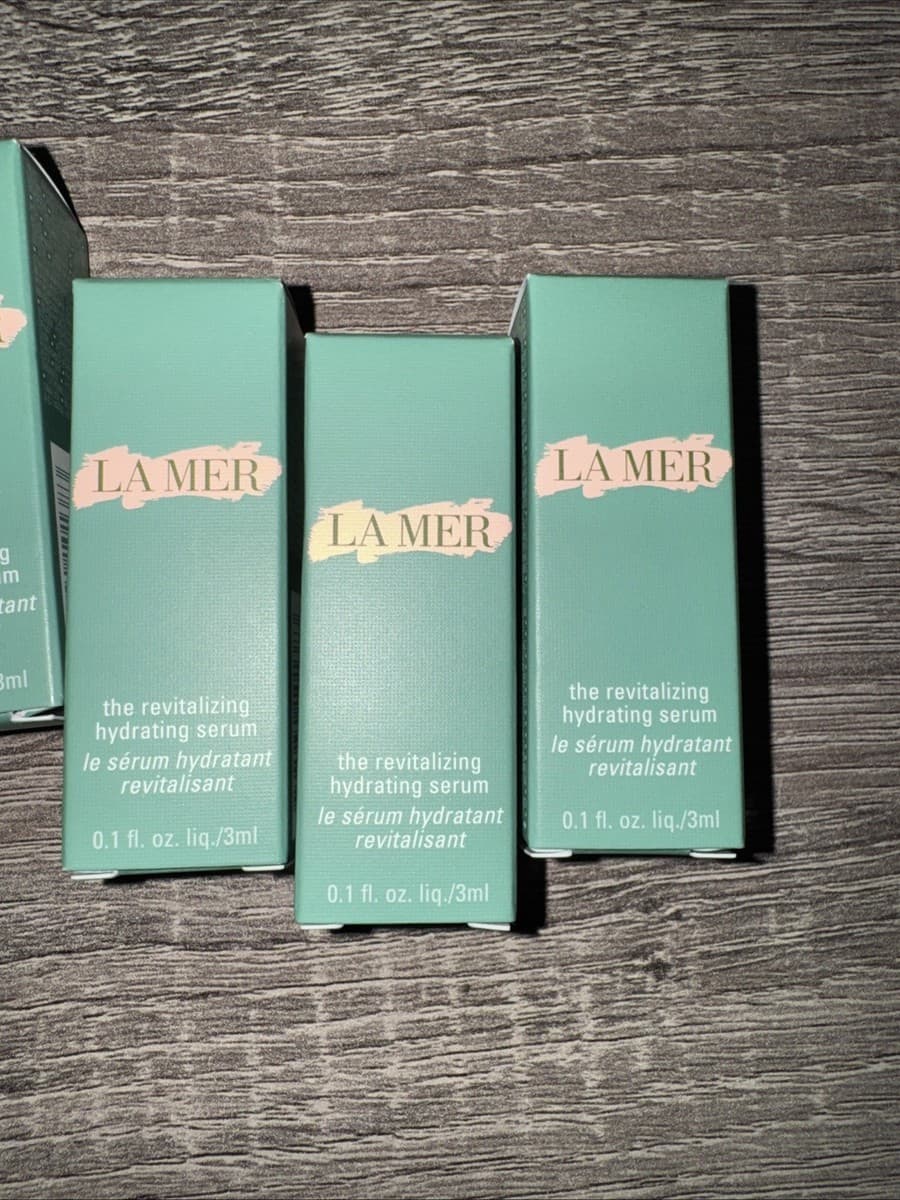 g
m
tant
3ml
LA MER
the revitalizing
hydrating serum
le sérum hydratant
revitalisant
0.1 fl. oz. liq./3ml
LA MER
the revitalizing
hydrating serum
le sérum hydratant
revitalisant
0.1 fl. oz. liq./3ml
LA MER
the revitalizing
hydrating serum
le sérum hydratant
revitalisant
0.1 fl. oz. liq./3ml